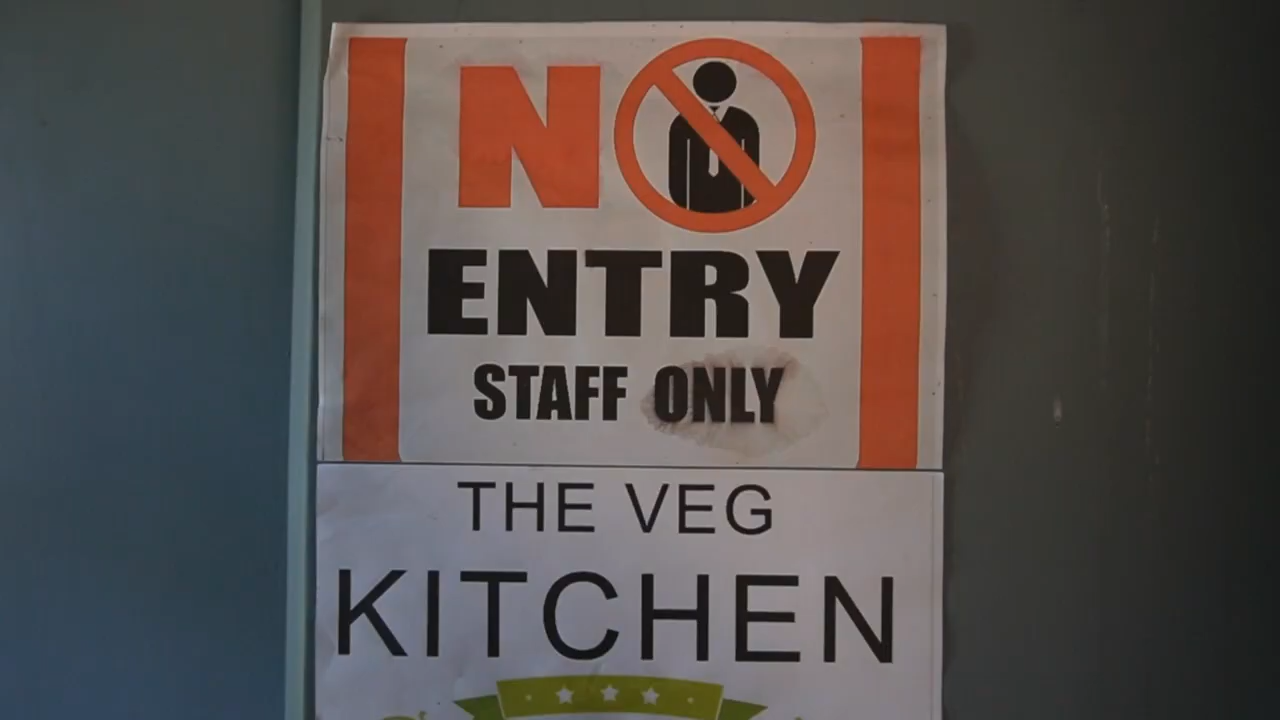 NO
ENTRY
STAFF ONLY
THE VEG
KITCHEN